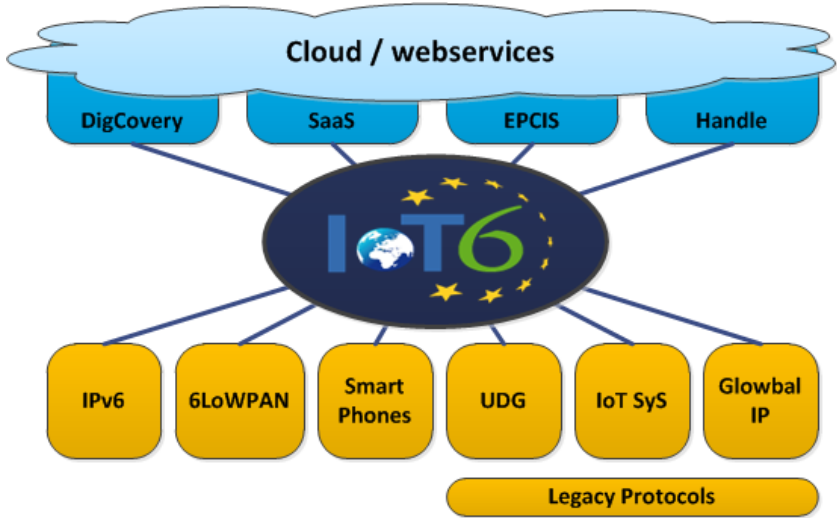 Cloud / webservices
DigCovery
SaaS
EPCIS
Handle
IoT6
IPv6
6LoWPAN
Smart
Phones
UDG
IoT SyS
Glowbal
IP
Legacy Protocols